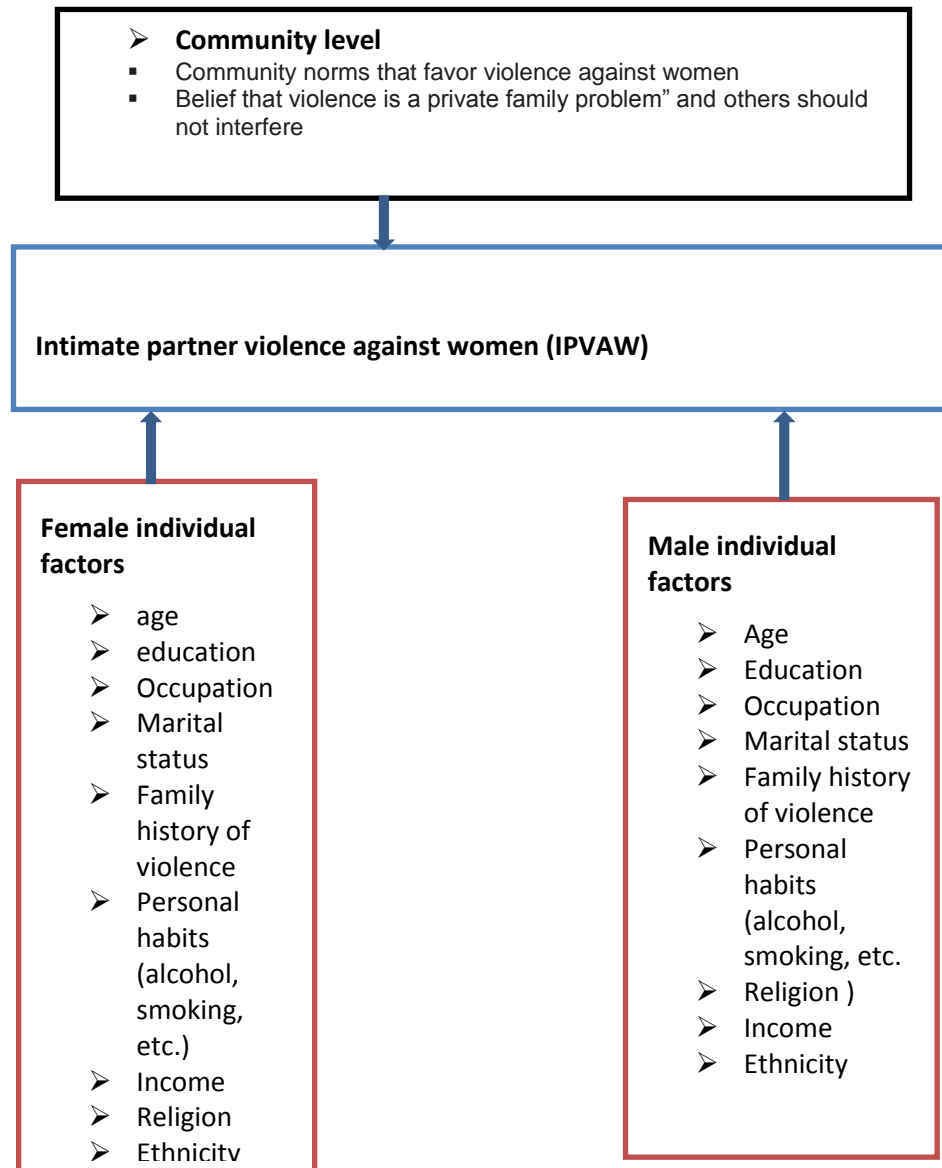 ➢ Community level
▪ Community norms that favor violence against women
▪ Belief that violence is a private family problem” and others should
not interfere
Intimate partner violence against women (IPVAW)
Female individual
factors
➢ age
➢ education
➢ Occupation
➢ Marital
status
➢ Family
history of
violence
➢ Personal
habits
(alcohol,
smoking,
etc.)
➢ Income
➢ Religion
➢ Ethnicity
Male individual
factors
➢ Age
➢ Education
➢ Occupation
➢ Marital status
➢ Family history
of violence
➢ Personal
habits
(alcohol,
smoking, etc.
➢ Religion )
➢ Income
➢ Ethnicity